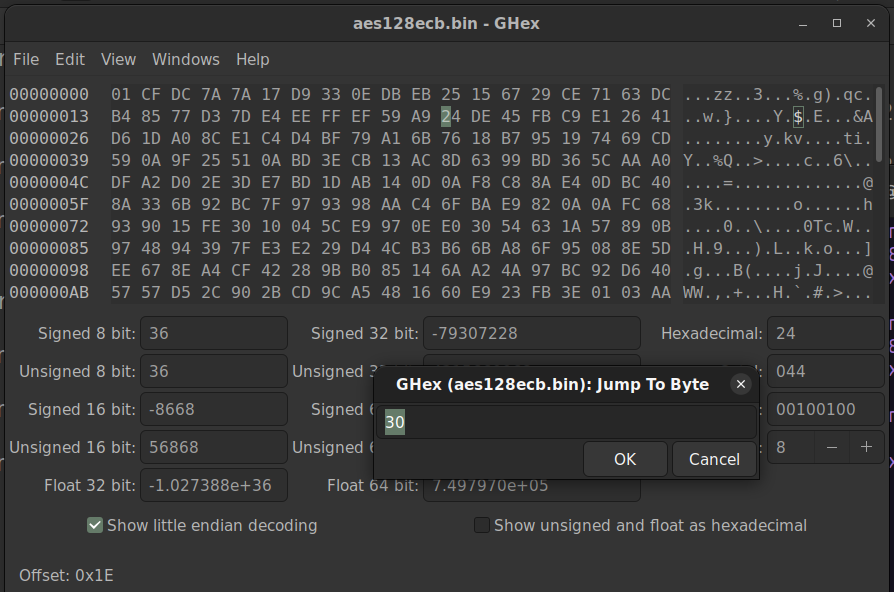 aes128ecb.bin - GHex
File Edit View Windows Help
00000000 01 CF DC 7A 7A 17 D9 33 0E DB EB 25 15 67 29 CE 71 63 DC ...zz..3...%.g).qc.
00000013 B4 85 77 D3 7D E4 EE FF EF 59 A9 24 DE 45 FB C9 E1 26 41 ..w.}....Y.$.E...&A
00000026 D6 1D A0 8C E1 C4 D4 BF 79 A1 6B 76 18 B7 95 19 74 69 CD ........y.kv....ti.
00000039 59 0A 9F 25 51 0A BD 3E CB 13 AC 8D 63 99 BD 36 5C AA A0 Y..%Q..>....c..6\..
0000004C DF A2 D0 2E 3D E7 BD 1D AB 14 0D 0A F8 C8 8A E4 0D BC 40 ....=.............@
0000005F 8A 33 6B 92 BC 7F 97 93 98 AA C4 6F BA E9 82 0A 0A FC 68 .3k........o......h
00000072 93 90 15 FE 30 10 04 5C E9 97 0E E0 30 54 63 1A 57 89 0B ....0..\....0Tc.W..
00000085 97 48 94 39 7F E3 E2 29 D4 4C B3 B6 6B A8 6F 95 08 8E 5D .H.9...).L..k.o...]
00000098 EE 67 8E A4 CF 42 28 9B B0 85 14 6A A2 4A 97 BC 92 D6 40 .g...B(....j.J....@
000000AB 57 57 D5 2C 90 2B CD 9C A5 48 16 60 E9 23 FB 3E 01 03 AA WW.,.+...H.`.#.>...
Signed 8 bit: 36 Signed 32 bit: -79307228 Hexadecimal: 24
Unsigned 8 bit: 36 Unsigned 044
Signed 16 bit: -8668 Signed 00100100
Unsigned 16 bit: 56868 Unsigned 8 − +
Float 32 bit: -1.027388e+36 Float 64 bit: 7.497970e+05
GHex (aes128ecb.bin): Jump To Byte
30
OK Cancel
Show little endian decoding Show unsigned and float as hexadecimal
Offset: 0x1E